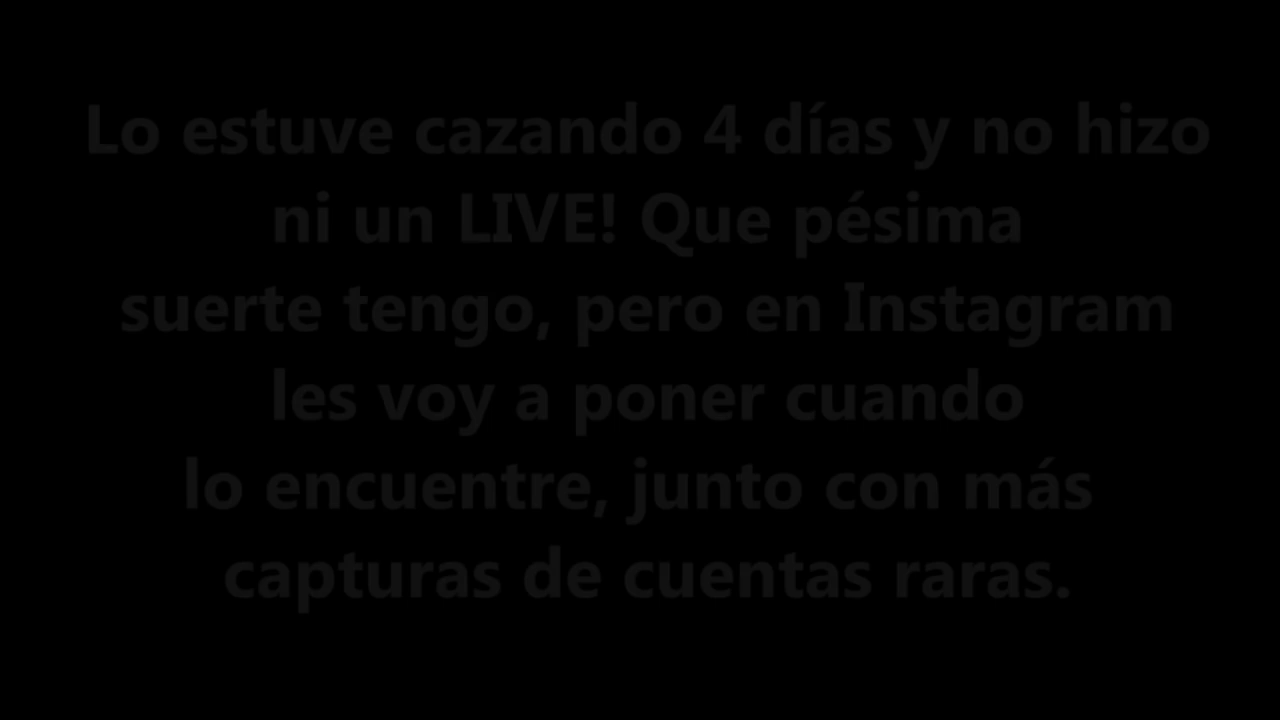 Lo estuve cazando 4 días y no hizo
ni un LIVE! Que pésima
suerte tengo, pero en Instagram
les voy a poner cuando
lo encuentre, junto con más
capturas de cuentas raras.